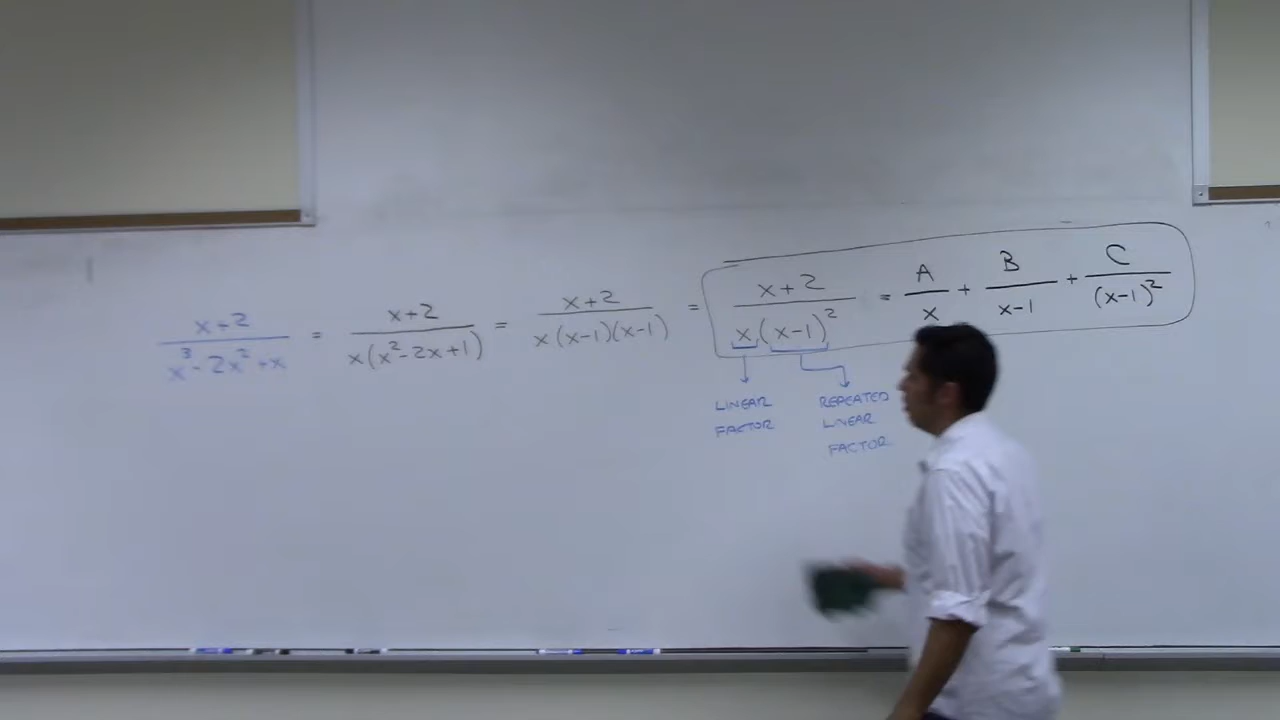 x+2 / x³-2x²+x = x+2 / x(x²-2x+1) = x+2 / x(x-1)(x-1) = x+2 / x(x-1)² = A/x + B/x-1 + C/(x-1)²
LINEAR
FACTOR
REPEATED
LINEAR
FACTOR